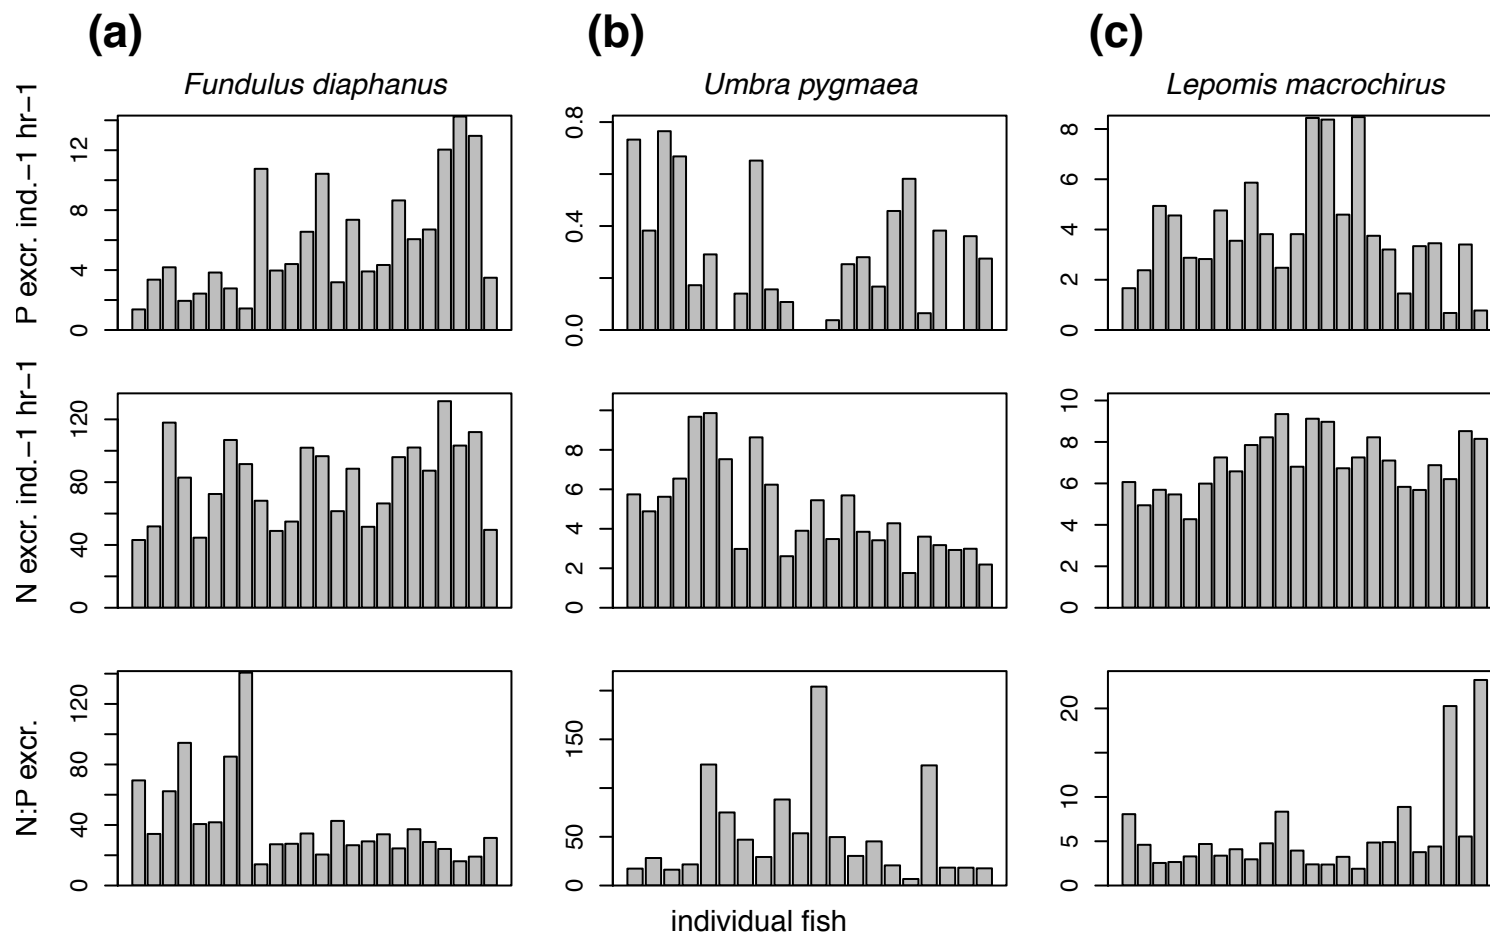 (a) (b) (c)
Fundulus diaphanus Umbra pygmaea Lepomis macrochirus
P excr. ind.−1 hr−1
0 4 8 12
0.0 0.4 0.8
0 2 4 6 8
N excr. ind.−1 hr−1
0 40 80 120
0 2 4 6 8
0 2 4 6 8 10
N:P excr.
0 40 80 120
0 50 150
0 5 10 20
individual fish